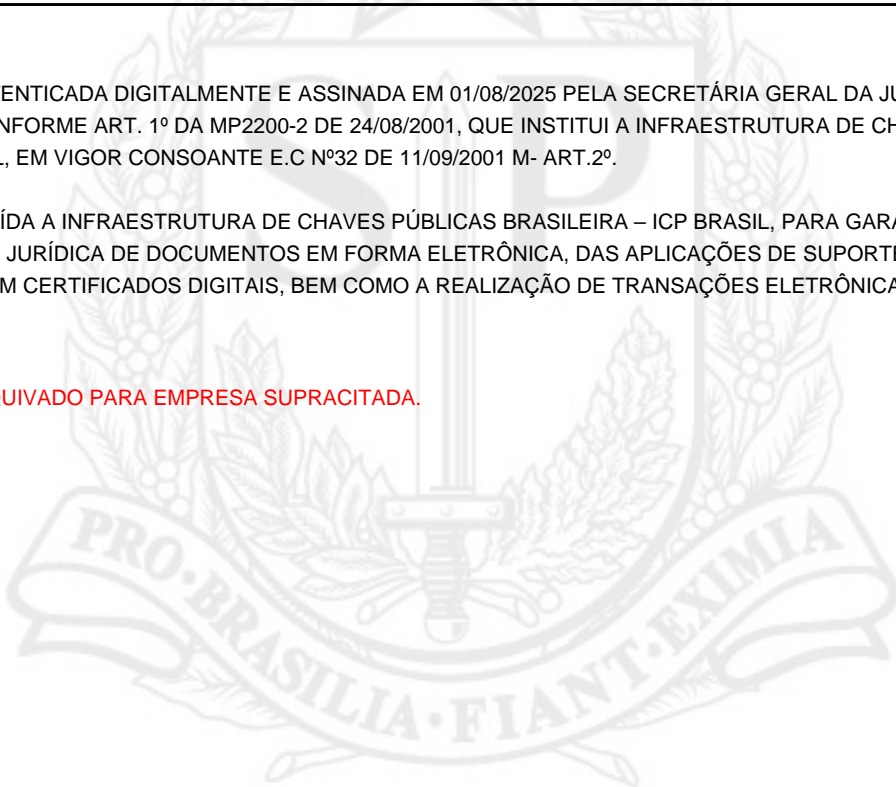 ENTICADA DIGITALMENTE E ASSINADA EM 01/08/2025 PELA SECRETÁRIA GERAL DA JU
NFORME ART. 1º DA MP2200-2 DE 24/08/2001, QUE INSTITUI A INFRAESTRUTURA DE CH
L, EM VIGOR CONSOANTE E.C Nº32 DE 11/09/2001 M- ART.2º.
ÍDA A INFRAESTRUTURA DE CHAVES PÚBLICAS BRASILEIRA – ICP BRASIL, PARA GARA
JURÍDICA DE DOCUMENTOS EM FORMA ELETRÔNICA, DAS APLICAÇÕES DE SUPORTE
M CERTIFICADOS DIGITAIS, BEM COMO A REALIZAÇÃO DE TRANSAÇÕES ELETRÔNICA
UIVADO PARA EMPRESA SUPRACITADA.
SP
PRO·BRASILIA·FIANT·EXIMIA